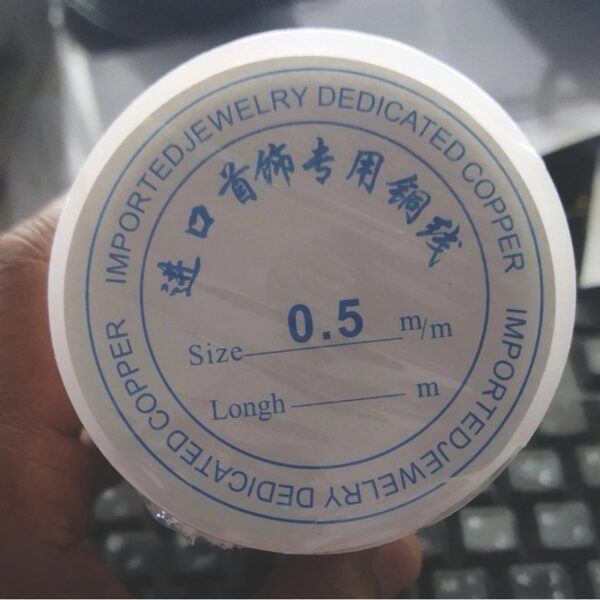 IMPORTEDJEWELRY DEDICATED COPPER
进口首饰专用铜线
Size 0.5 m/m
Longh m
IMPORTEDJEWELRY DEDICATED COPPER